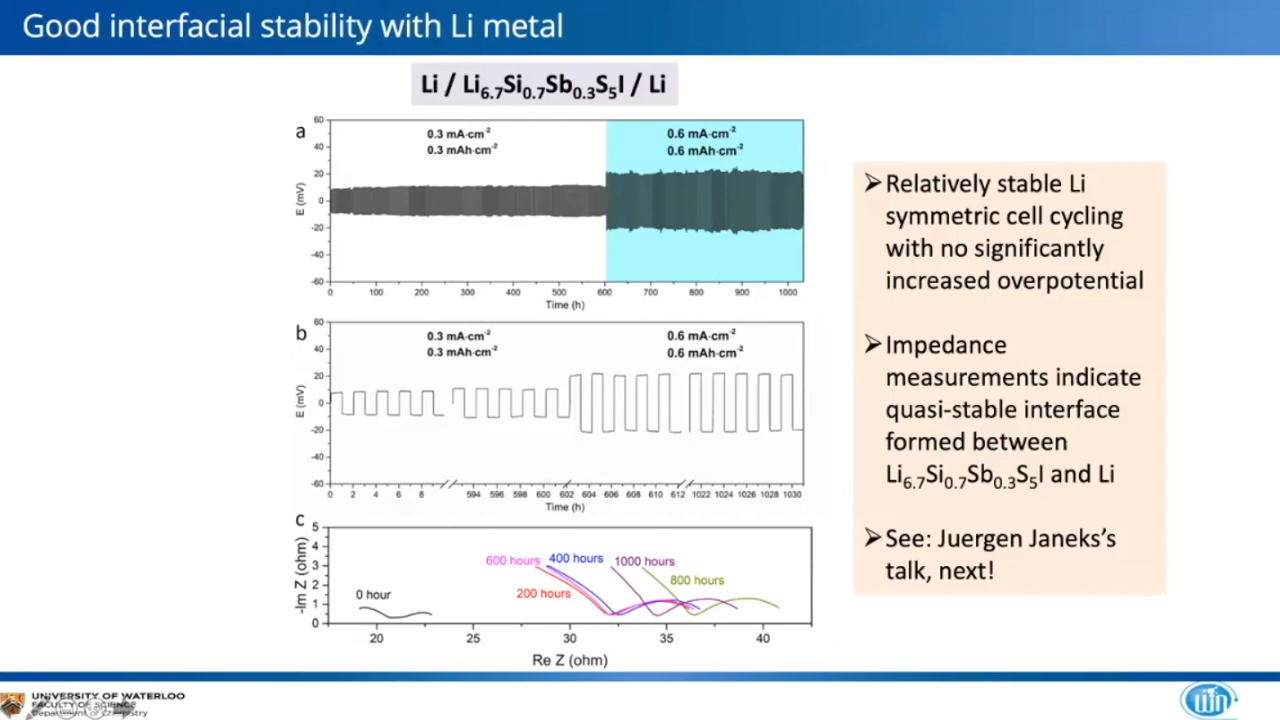 Good interfacial stability with Li metal
Li / Li₆.₇Si₀.₇Sb₀.₃S₅I / Li
a
0.3 mA·cm⁻²
0.3 mAh·cm⁻²
0.6 mA·cm⁻²
0.6 mAh·cm⁻²
E (mV)
60
40
20
0
-20
-40
-60
0 100 200 300 400 500 600 700 800 900 1000
Time (h)
b
0.3 mA·cm⁻²
0.3 mAh·cm⁻²
0.6 mA·cm⁻²
0.6 mAh·cm⁻²
E (mV)
60
40
20
0
-20
-40
-60
0 2 4 6 8 594 596 598 600 602 604 606 608 610 612 1022 1024 1026 1028 1030
Time (h)
c
-Im Z (ohm)
5
4
3
2
1
0
0 hour
600 hours
400 hours
1000 hours
200 hours
800 hours
20 25 30 35 40
Re Z (ohm)
➢Relatively stable Li
symmetric cell cycling
with no significantly
increased overpotential
➢Impedance
measurements indicate
quasi-stable interface
formed between
Li₆.₇Si₀.₇Sb₀.₃S₅I and Li
➢See: Juergen Janeks’s
talk, next!
UNIVERSITY OF WATERLOO
FACULTY OF SCIENCE
Department of Chemistry